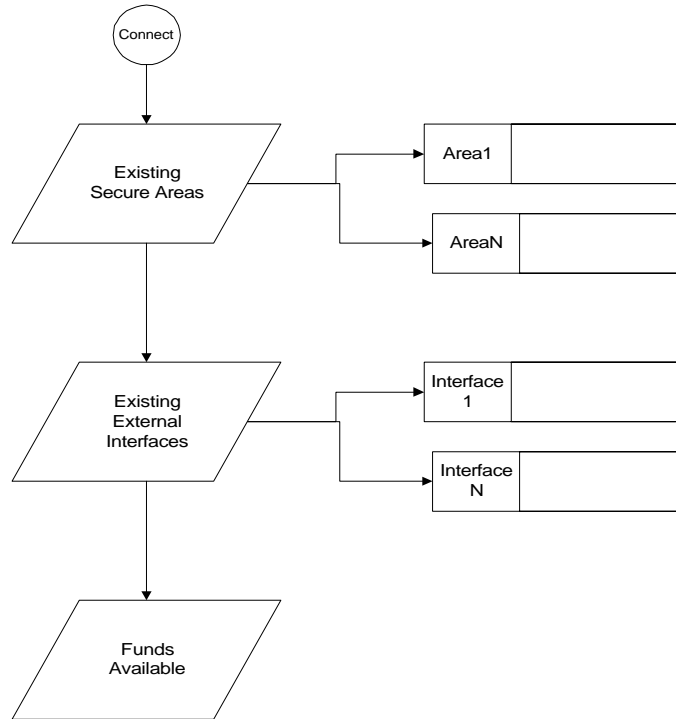 Connect
Existing
Secure Areas
Area1
AreaN
Existing
External
Interfaces
Interface
1
Interface
N
Funds
Available